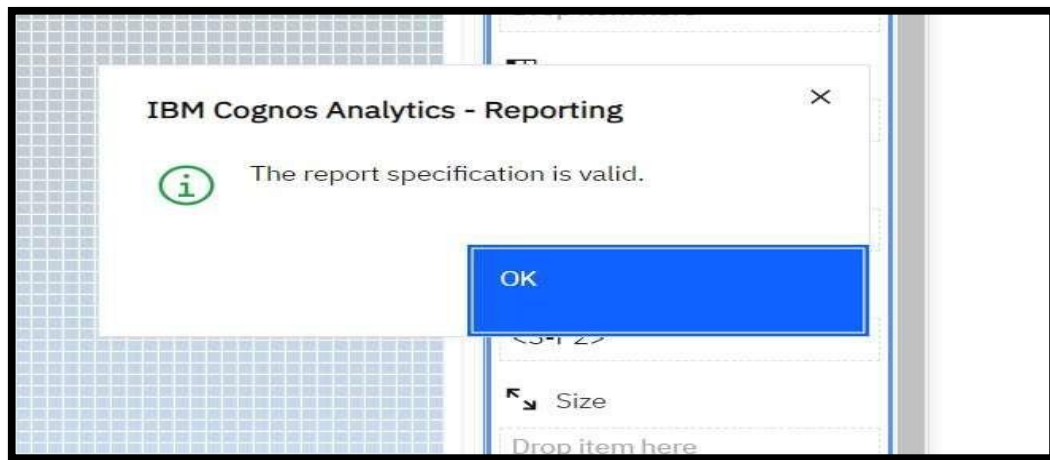 IBM Cognos Analytics - Reporting
The report specification is valid.
OK
Size
Drop item here